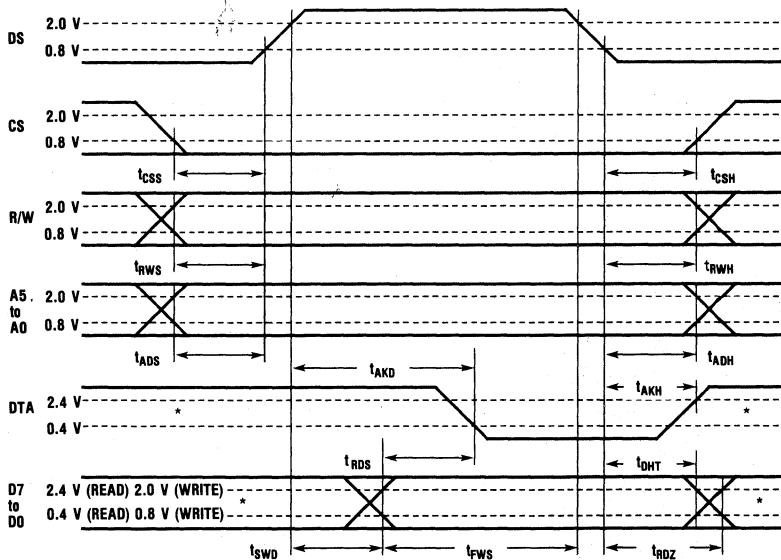 DS
2.0 V
0.8 V
CS
2.0 V
0.8 V
tCSS
tCSH
R/W
2.0 V
0.8 V
tRWS
tRWH
A5
to
A0
2.0 V
0.8 V
tADS
tADH
tAKD
tAKH
DTA
2.4 V
0.4 V
*
*
tRDS
tDHT
D7
to
D0
2.4 V (READ) 2.0 V (WRITE)
0.4 V (READ) 0.8 V (WRITE)
*
*
tSWD
tFWS
tRDZ